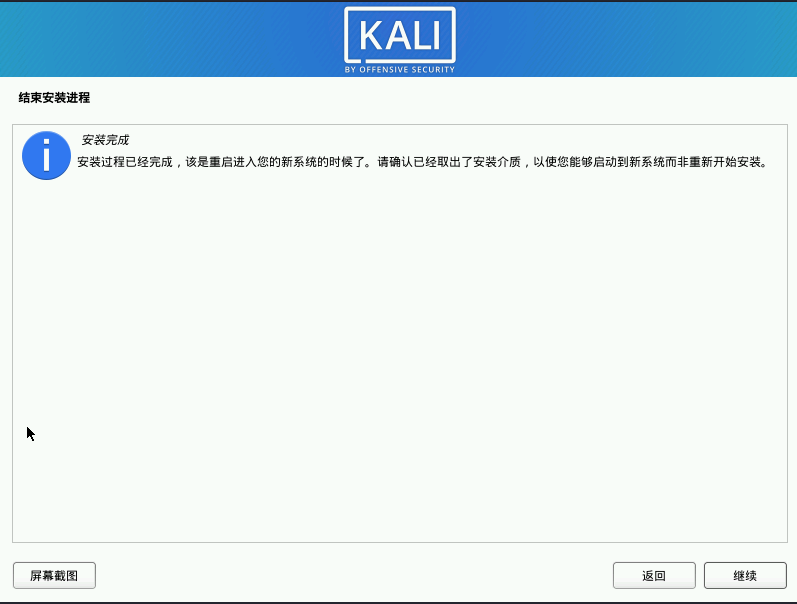 KALI
BY OFFENSIVE SECURITY
结束安装进程
安装完成
安装过程已经完成，该是重启进入您的新系统的时候了。请确认已经取出了安装介质，以使您能够启动到新系统而非重新开始安装。
屏幕截图
返回
继续